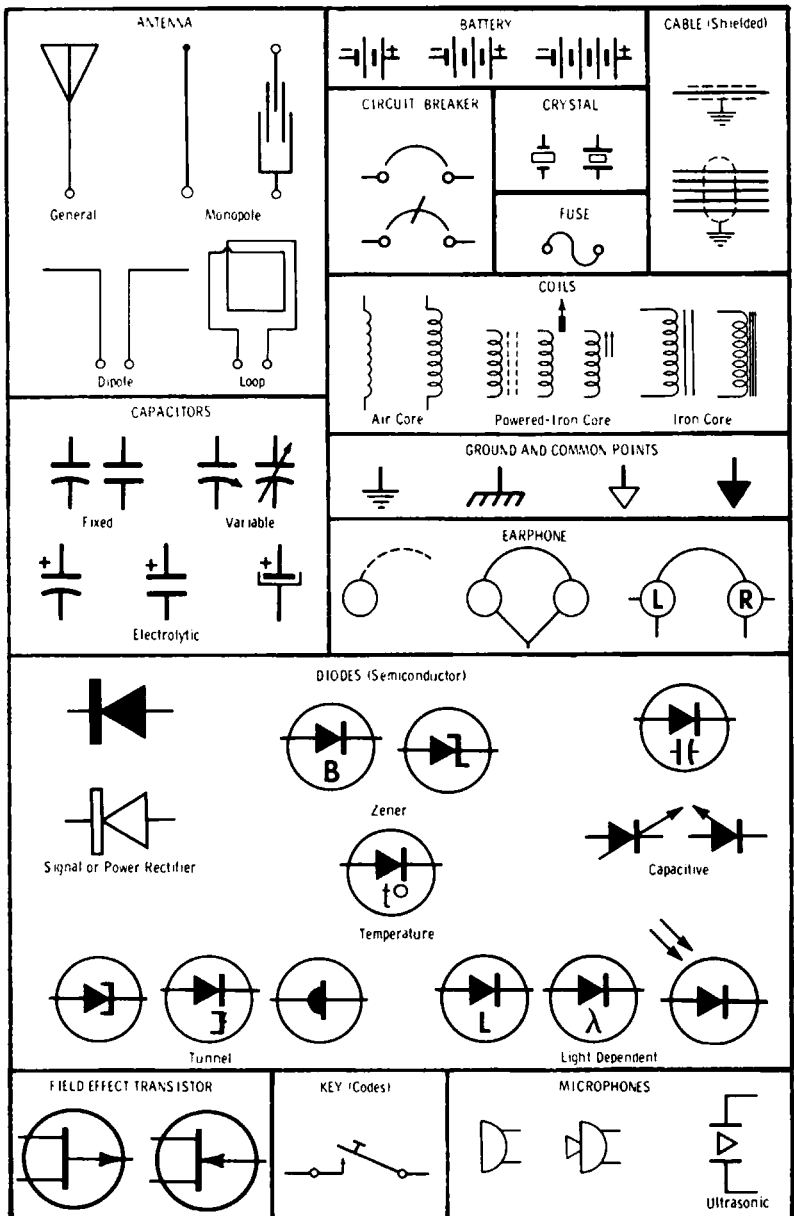 ANTENNA
General
Monopole
Dipole
Loop
BATTERY
CABLE (Shielded)
CIRCUIT BREAKER
CRYSTAL
FUSE
COILS
Air Core
Powered-Iron Core
Iron Core
CAPACITORS
Fixed
Variable
+
+
+
Electrolytic
GROUND AND COMMON POINTS
EARPHONE
L
R
DIODES (Semiconductor)
B
Zener
Signal or Power Rectifier
t°
Temperature
Capacitive
Tunnel
L
λ
Light Dependent
FIELD EFFECT TRANSISTOR
KEY (Codes)
MICROPHONES
Ultrasonic